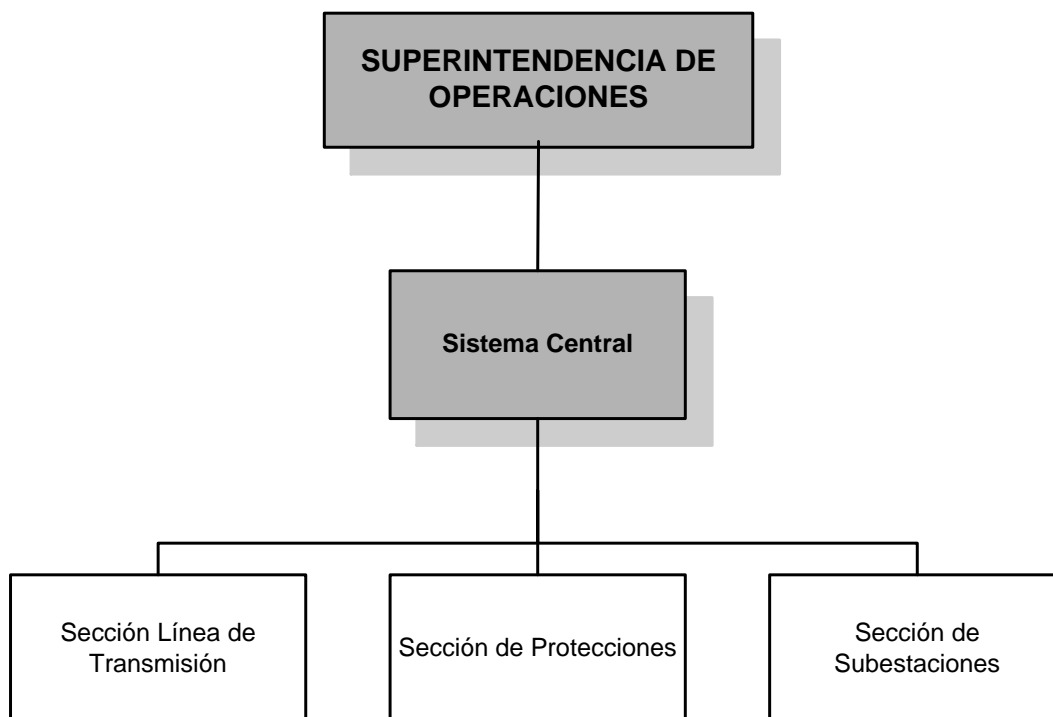 SUPERINTENDENCIA DE
OPERACIONES
Sistema Central
Sección Línea de
Transmisión
Sección de Protecciones
Sección de
Subestaciones